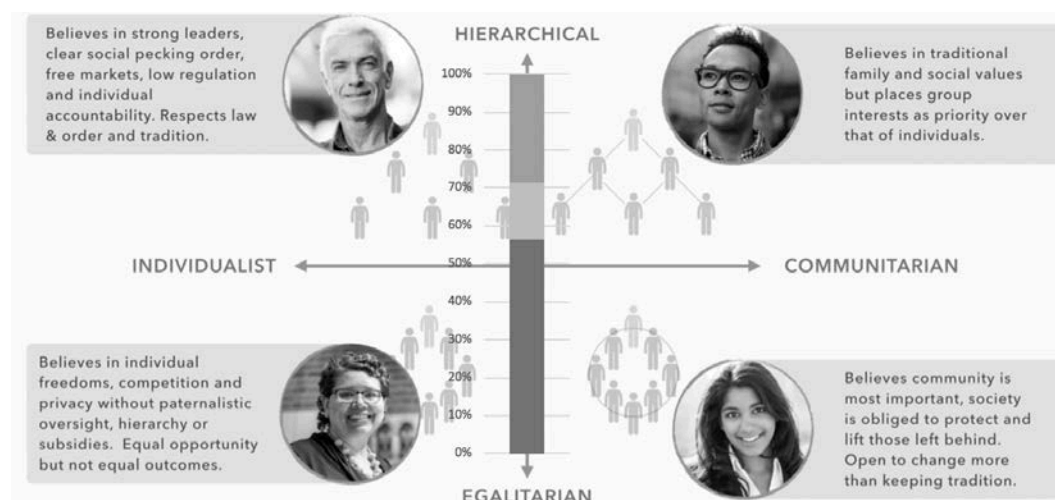 HIERARCHICAL
Believes in strong leaders,
clear social pecking order,
free markets, low regulation
and individual
accountability. Respects law
& order and tradition.
Believes in traditional
family and social values
but places group
interests as priority over
that of individuals.
100%
90%
80%
70%
60%
50%
40%
30%
20%
10%
0%
INDIVIDUALIST
COMMUNITARIAN
Believes in individual
freedoms, competition and
privacy without paternalistic
oversight, hierarchy or
subsidies. Equal opportunity
but not equal outcomes.
Believes community is
most important, society
is obliged to protect and
lift those left behind.
Open to change more
than keeping tradition.
EGALITARIAN